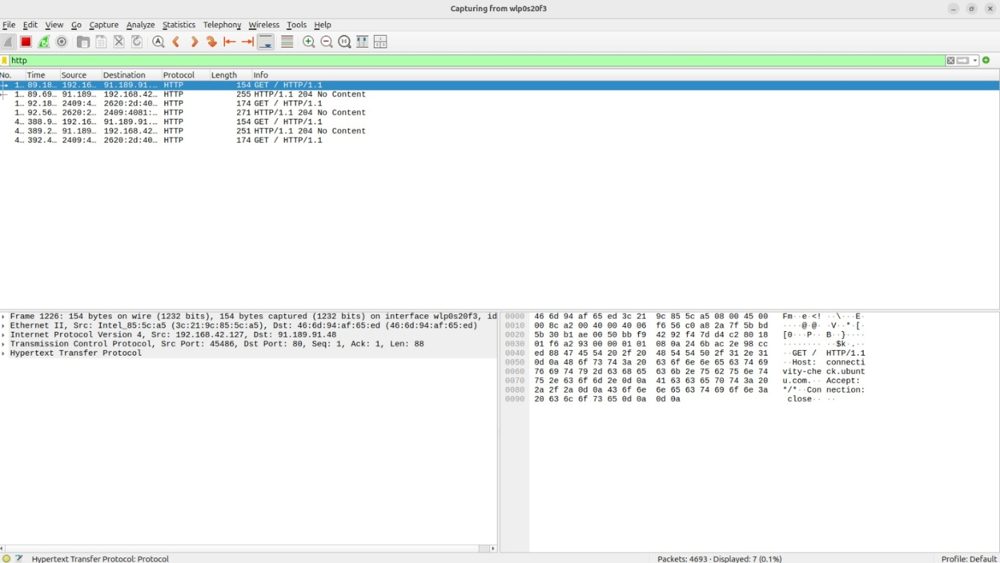 Capturing from wlp0s20f3
File Edit View Go Capture Analyze Statistics Telephony Wireless Tools Help
http
No. Time Source Destination Protocol Length Info
1… 89.18… 192.16… 91.189.91.… HTTP 154 GET / HTTP/1.1
1… 89.69… 91.189… 192.168.42… HTTP 255 HTTP/1.1 204 No Content
1… 92.18… 2409:4… 2620:2d:40… HTTP 174 GET / HTTP/1.1
1… 92.56… 2620:2… 2409:4081:… HTTP 271 HTTP/1.1 204 No Content
4… 388.9… 192.16… 91.189.91.… HTTP 154 GET / HTTP/1.1
4… 389.2… 91.189… 192.168.42… HTTP 251 HTTP/1.1 204 No Content
4… 392.4… 2409:4… 2620:2d:40… HTTP 174 GET / HTTP/1.1
Frame 1226: 154 bytes on wire (1232 bits), 154 bytes captured (1232 bits) on interface wlp0s20f3, id
Ethernet II, Src: Intel_85:5c:a5 (3c:21:9c:85:5c:a5), Dst: 46:6d:94:af:65:ed (46:6d:94:af:65:ed)
Internet Protocol Version 4, Src: 192.168.42.127, Dst: 91.189.91.48
Transmission Control Protocol, Src Port: 45486, Dst Port: 80, Seq: 1, Ack: 1, Len: 88
Hypertext Transfer Protocol
0000 46 6d 94 af 65 ed 3c 21 9c 85 5c a5 08 00 45 00 Fm··e·<! ··\···E·
0010 00 8c a2 00 40 00 40 06 f6 56 c0 a8 2a 7f 5b bd ····@·@· ·V··*·[·
0020 5b 30 b1 ae 00 50 bb f9 42 92 f4 7d d4 c2 80 18 [0···P·· B··}····
0030 01 f6 a2 93 00 00 01 01 08 0a 24 6b ac 2e 98 cc ········ ··$k·.··
0040 ed 88 47 45 54 20 2f 20 48 54 54 50 2f 31 2e 31 ··GET / HTTP/1.1
0050 0d 0a 48 6f 73 74 3a 20 63 6f 6e 6e 65 63 74 69 ··Host: connecti
0060 76 69 74 79 2d 63 68 65 63 6b 2e 75 62 75 6e 74 vity-che ck.ubunt
0070 75 2e 63 6f 6d 2e 0d 0a 41 63 63 65 70 74 3a 20 u.com.·· Accept:
0080 2a 2f 2a 0d 0a 43 6f 6e 6e 65 63 74 69 6f 6e 3a */*··Con nection:
0090 20 63 6c 6f 73 65 0d 0a 0d 0a close·· ··
Hypertext Transfer Protocol: Protocol
Packets: 4693 · Displayed: 7 (0.1%)
Profile: Default